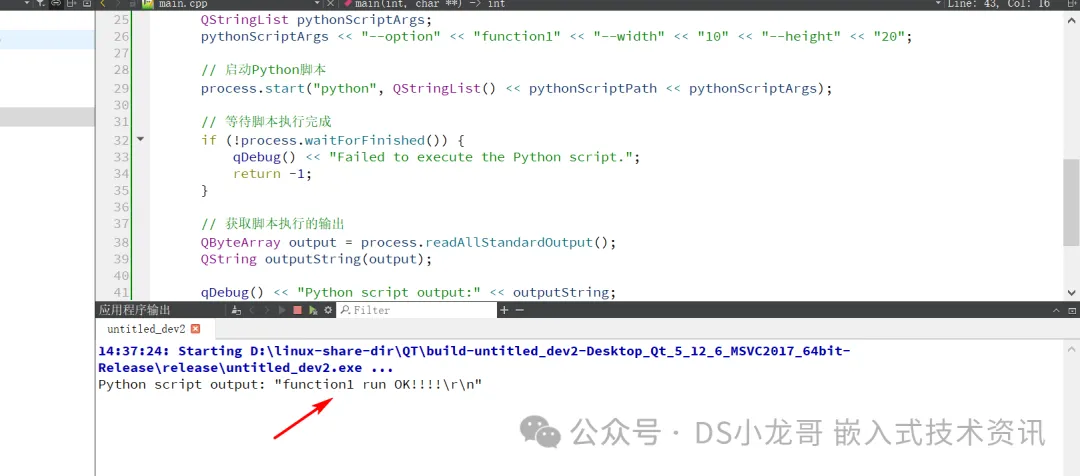 main.cpp main(int, char **) -> int Line: 43, Col: 16
25 QStringList pythonScriptArgs;
26 pythonScriptArgs << "--option" << "function1" << "--width" << "10" << "--height" << "20";
27
28 // 启动Python脚本
29 process.start("python", QStringList() << pythonScriptPath << pythonScriptArgs);
30
31 // 等待脚本执行完成
32 if (!process.waitForFinished()) {
33 qDebug() << "Failed to execute the Python script.";
34 return -1;
35 }
36
37 // 获取脚本执行的输出
38 QByteArray output = process.readAllStandardOutput();
39 QString outputString(output);
40
41 qDebug() << "Python script output:" << outputString;
应用程序输出 Filter
untitled_dev2
14:37:24: Starting D:\linux-share-dir\QT\build-untitled_dev2-Desktop_Qt_5_12_6_MSVC2017_64bit-
Release\release\untitled_dev2.exe ...
Python script output: "function1 run OK!!!!\r\n"
公众号 · DS小龙哥 嵌入式技术资讯